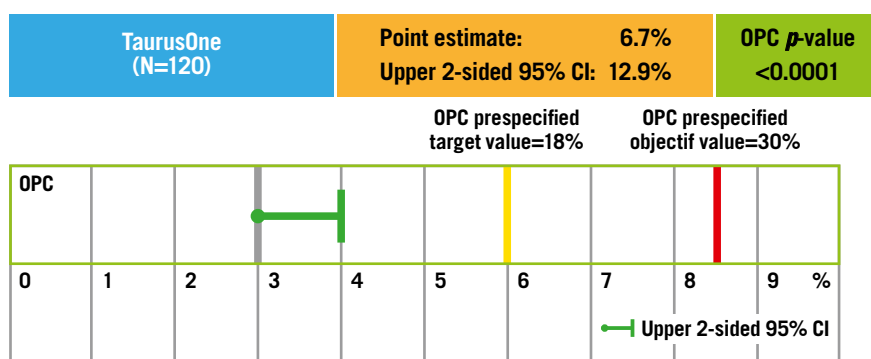 TaurusOne
(N=120)
Point estimate: 6.7%
Upper 2-sided 95% CI: 12.9%
OPC p-value
<0.0001
OPC prespecified
target value=18%
OPC prespecified
objectif value=30%
OPC
0 1 2 3 4 5 6 7 8 9 %
Upper 2-sided 95% CI